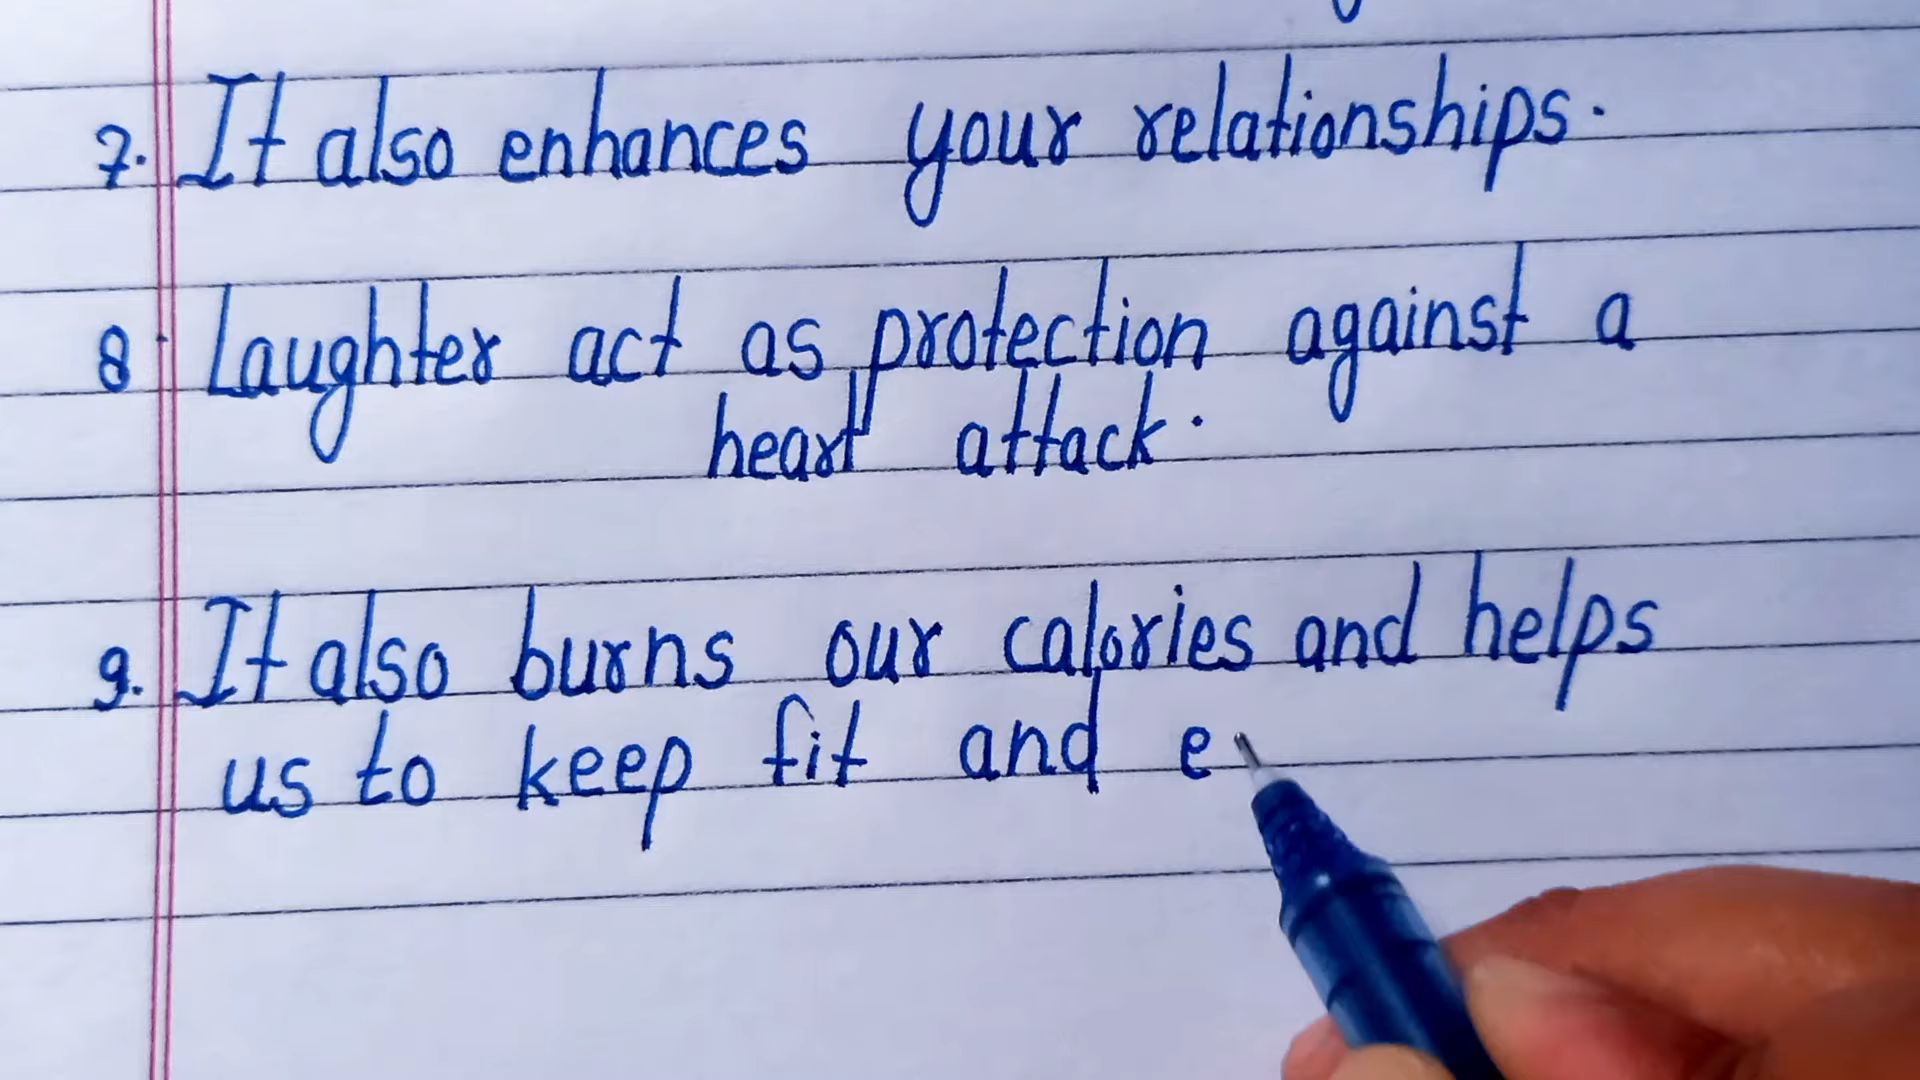 7. It also enhances your relationships.
8. Laughter act as protection against a
heart attack.
9. It also burns our calories and helps
us to keep fit and e